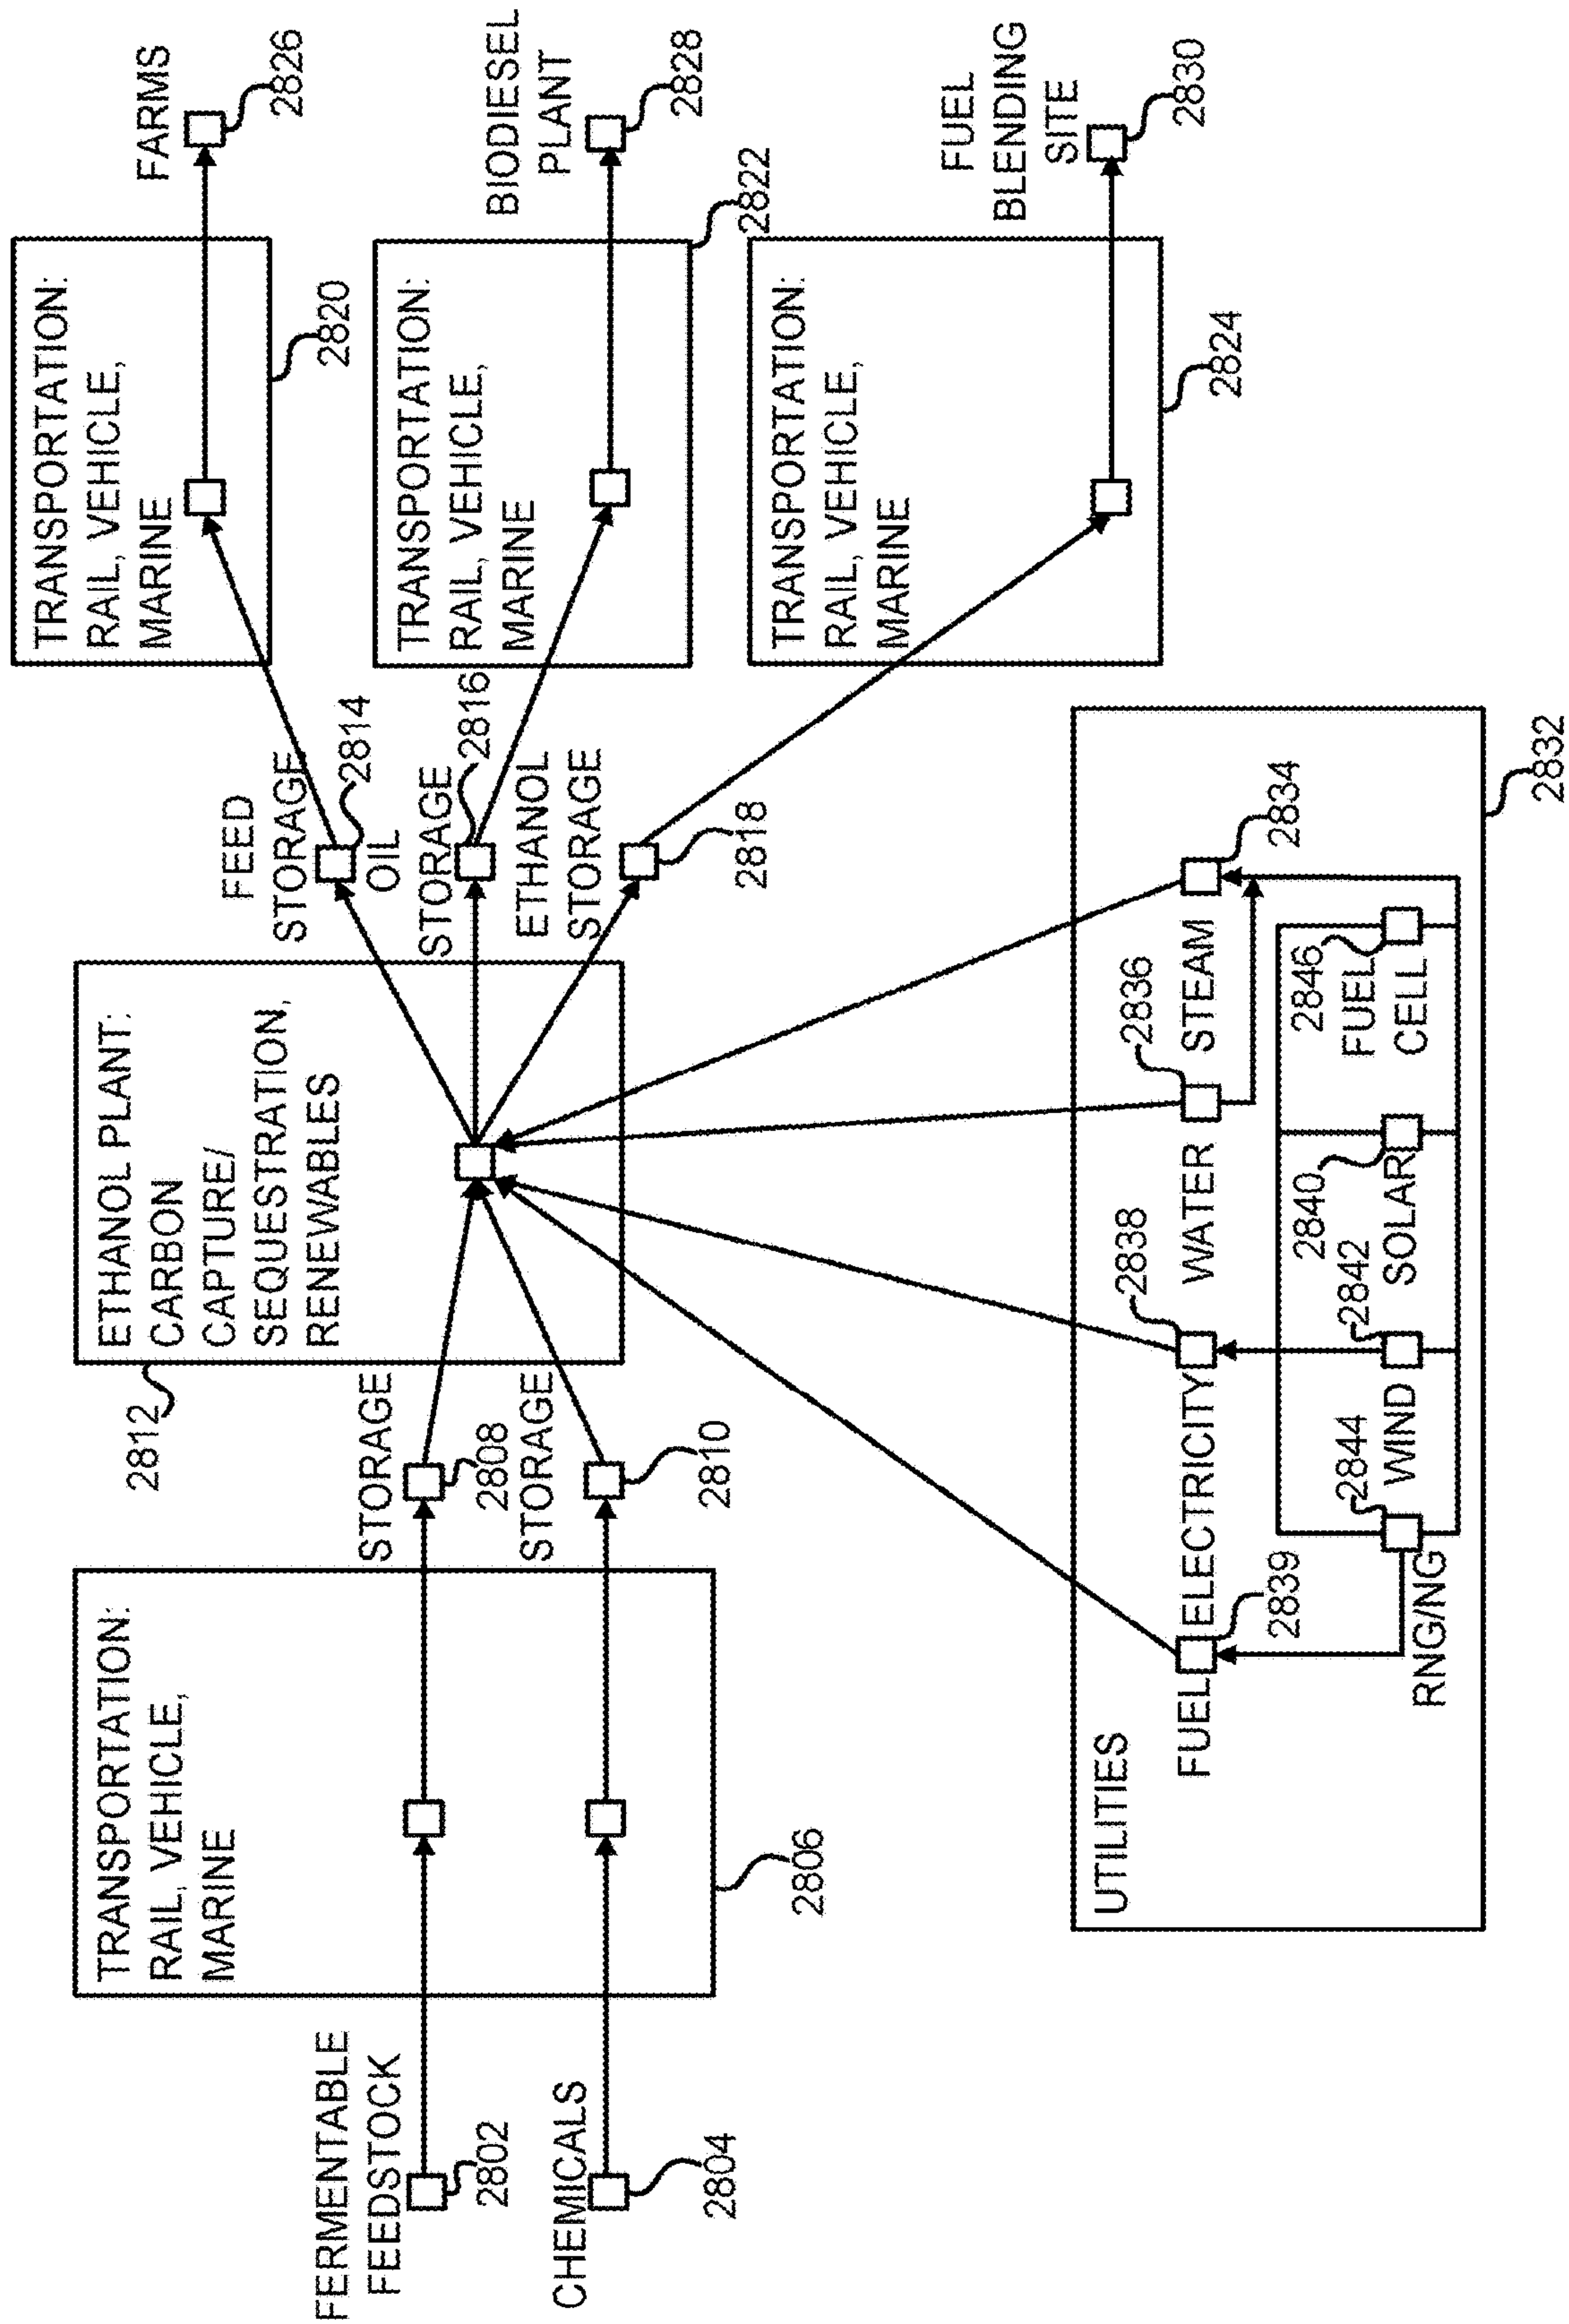 FERMENTABLE
FEEDSTOCK
2802
CHEMICALS
2804
TRANSPORTATION:
RAIL, VEHICLE,
MARINE
2806
STORAGE
2808
STORAGE
2810
2812
ETHANOL PLANT:
CARBON
CAPTURE/
SEQUESTRATION,
RENEWABLES
FEED
STORAGE
2814
OIL
STORAGE
2816
ETHANOL
STORAGE
2818
TRANSPORTATION:
RAIL, VEHICLE,
MARINE
2820
FARMS
2826
TRANSPORTATION:
RAIL, VEHICLE,
MARINE
2822
BIODIESEL
PLANT
2828
TRANSPORTATION:
RAIL, VEHICLE,
MARINE
2824
FUEL
BLENDING
SITE
2830
UTILITIES
FUEL
2839
ELECTRICITY
2838
WATER
2836
STEAM
2834
RNG/NG
2844
WIND
2842
SOLAR
2840
FUEL
CELL
2846
2832